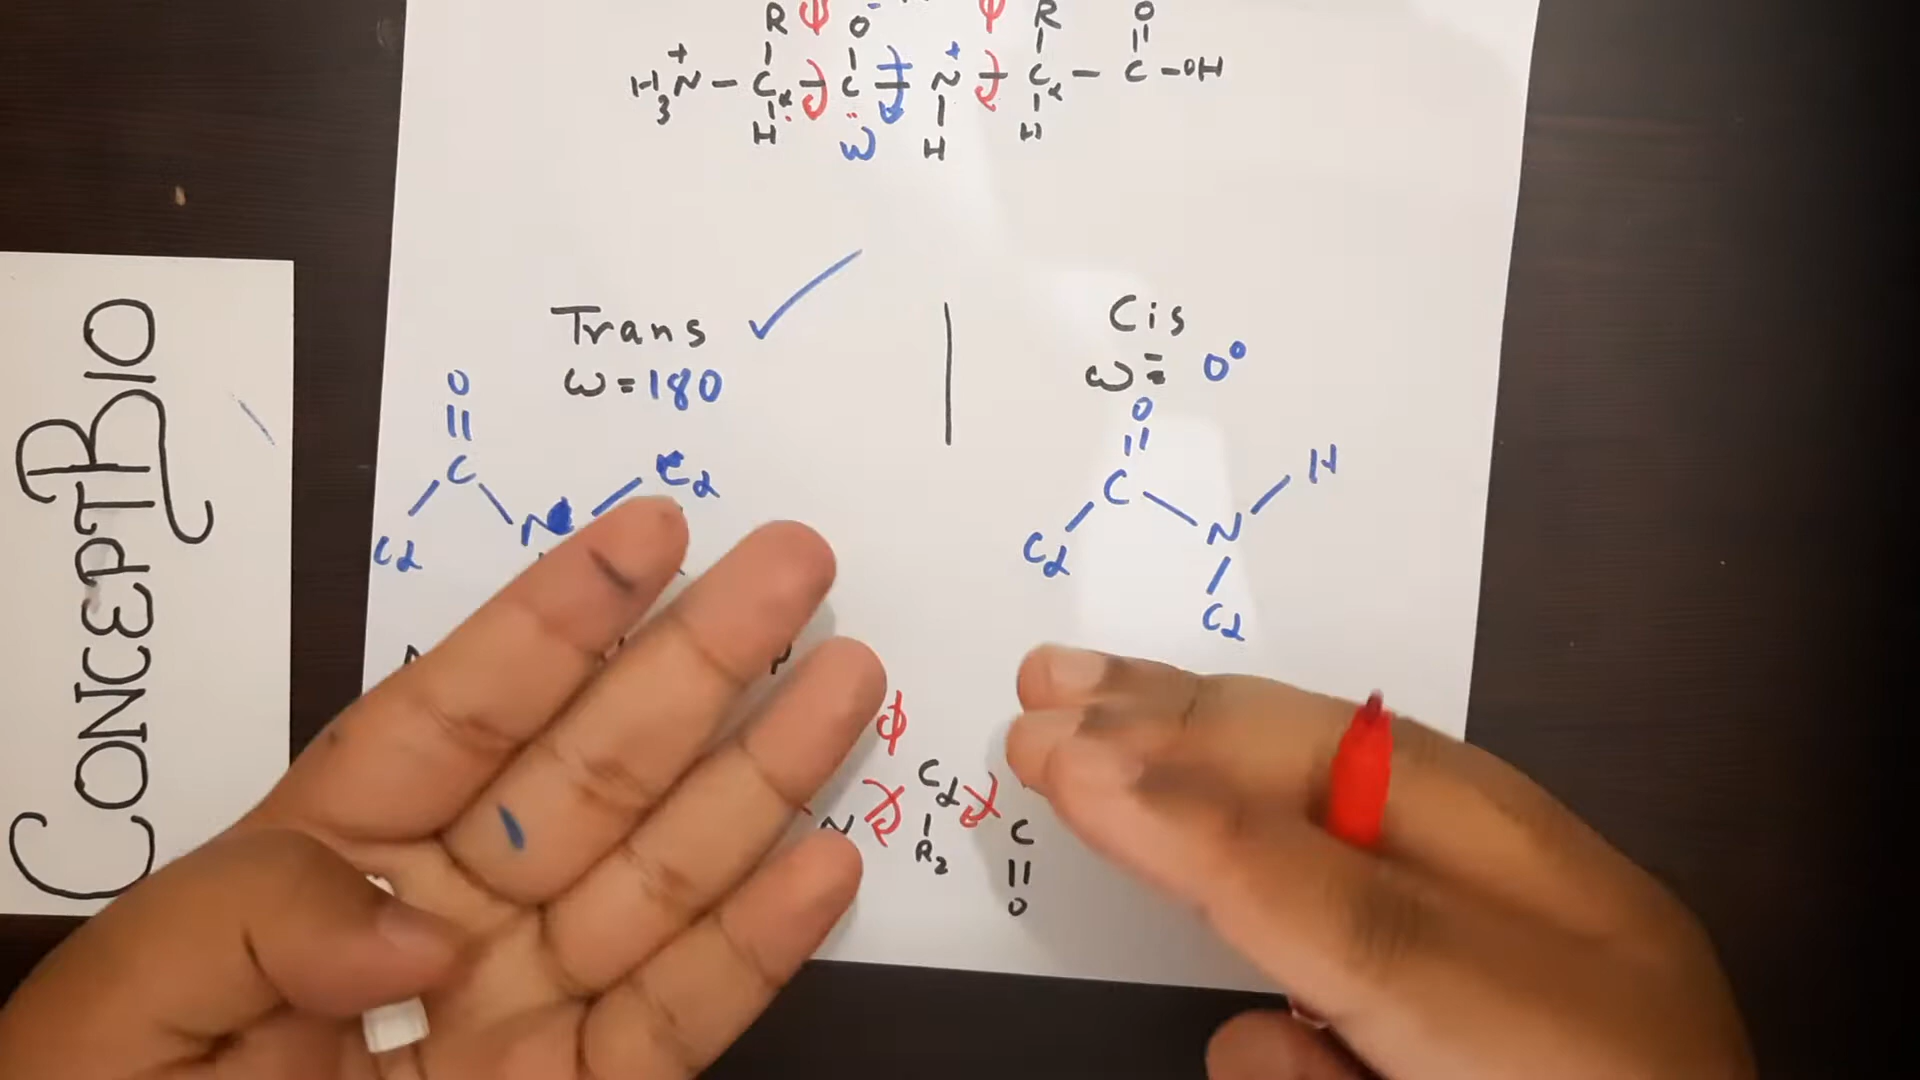 R φ O⁻ φ R O
H₃N⁺ - Cα - C - N⁺ - Cα - C - OH
H ω H H
Trans ✓
ω = 180
O
C
Cα N Cα
Cis
ω = 0°
O
C H
Cα N
Cα
φ
N Cα C
R₂ O
CONCEPTBIO